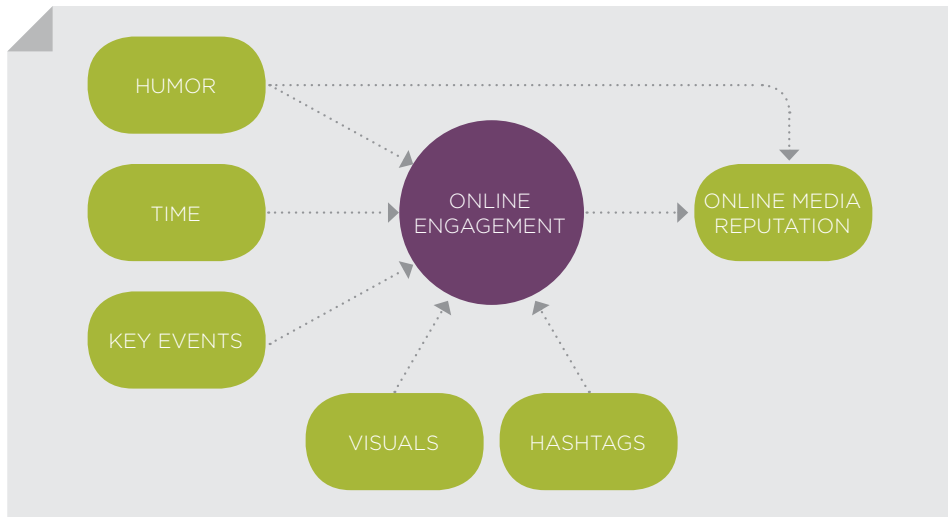 HUMOR
TIME
KEY EVENTS
ONLINE
ENGAGEMENT
ONLINE MEDIA
REPUTATION
VISUALS
HASHTAGS